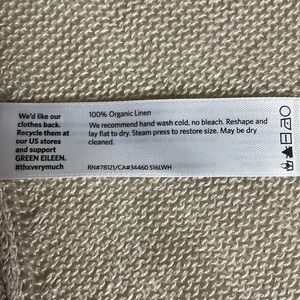 We'd like our
clothes back.
Recycle them at
our US stores
and support
GREEN EILEEN.
#thxverymuch
100% Organic Linen
We recommend hand wash cold, no bleach. Reshape and
lay flat to dry. Steam press to restore size. May be dry
cleaned.
RN#78121/CA#34460 S16LWH